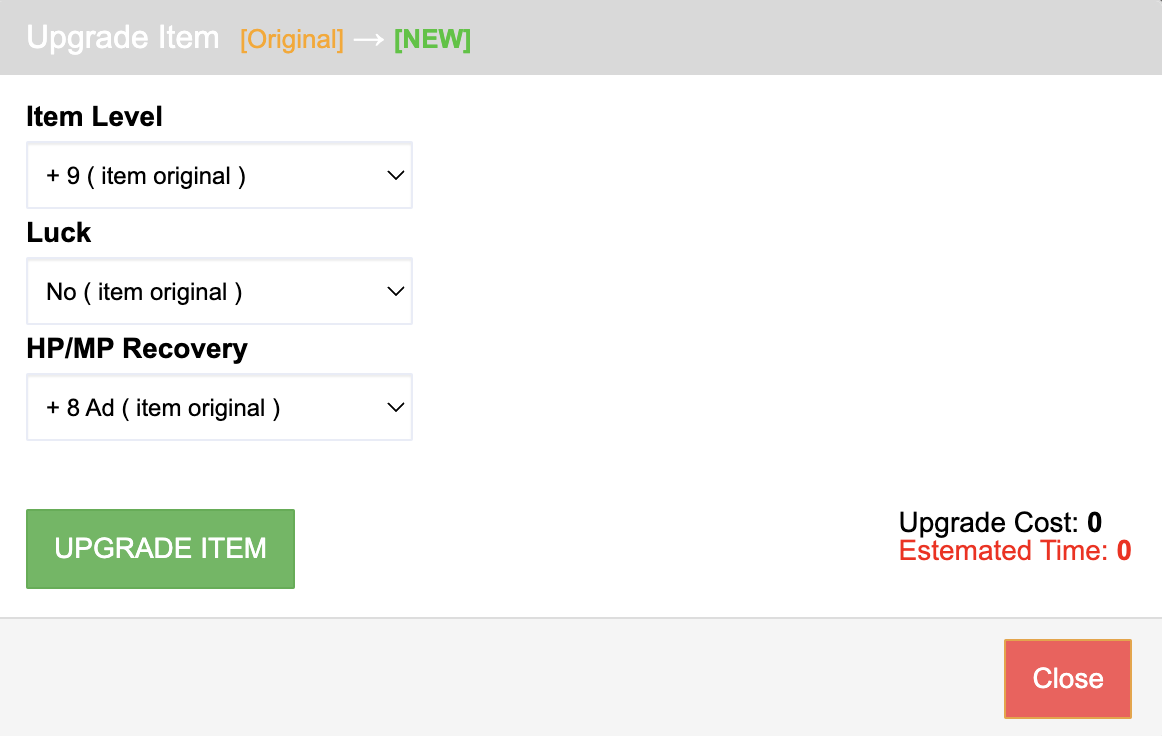 Upgrade Item [Original] → [NEW]
Item Level
+ 9 ( item original )
Luck
No ( item original )
HP/MP Recovery
+ 8 Ad ( item original )
UPGRADE ITEM
Upgrade Cost: 0
Estemated Time: 0
Close